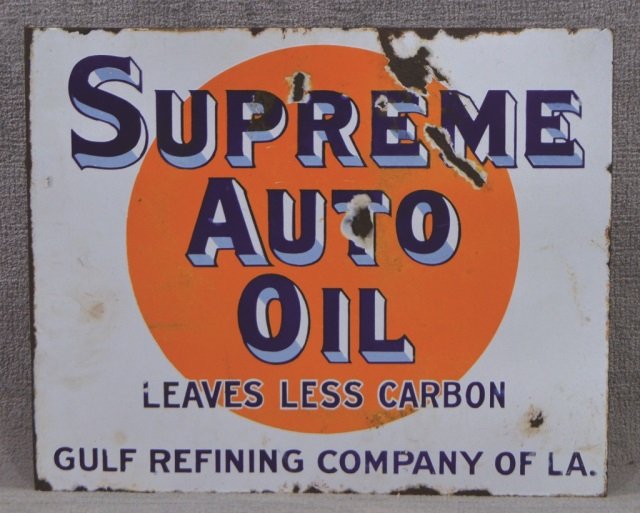 SUPREME
AUTO
OIL
LEAVES LESS CARBON
GULF REFINING COMPANY OF LA.